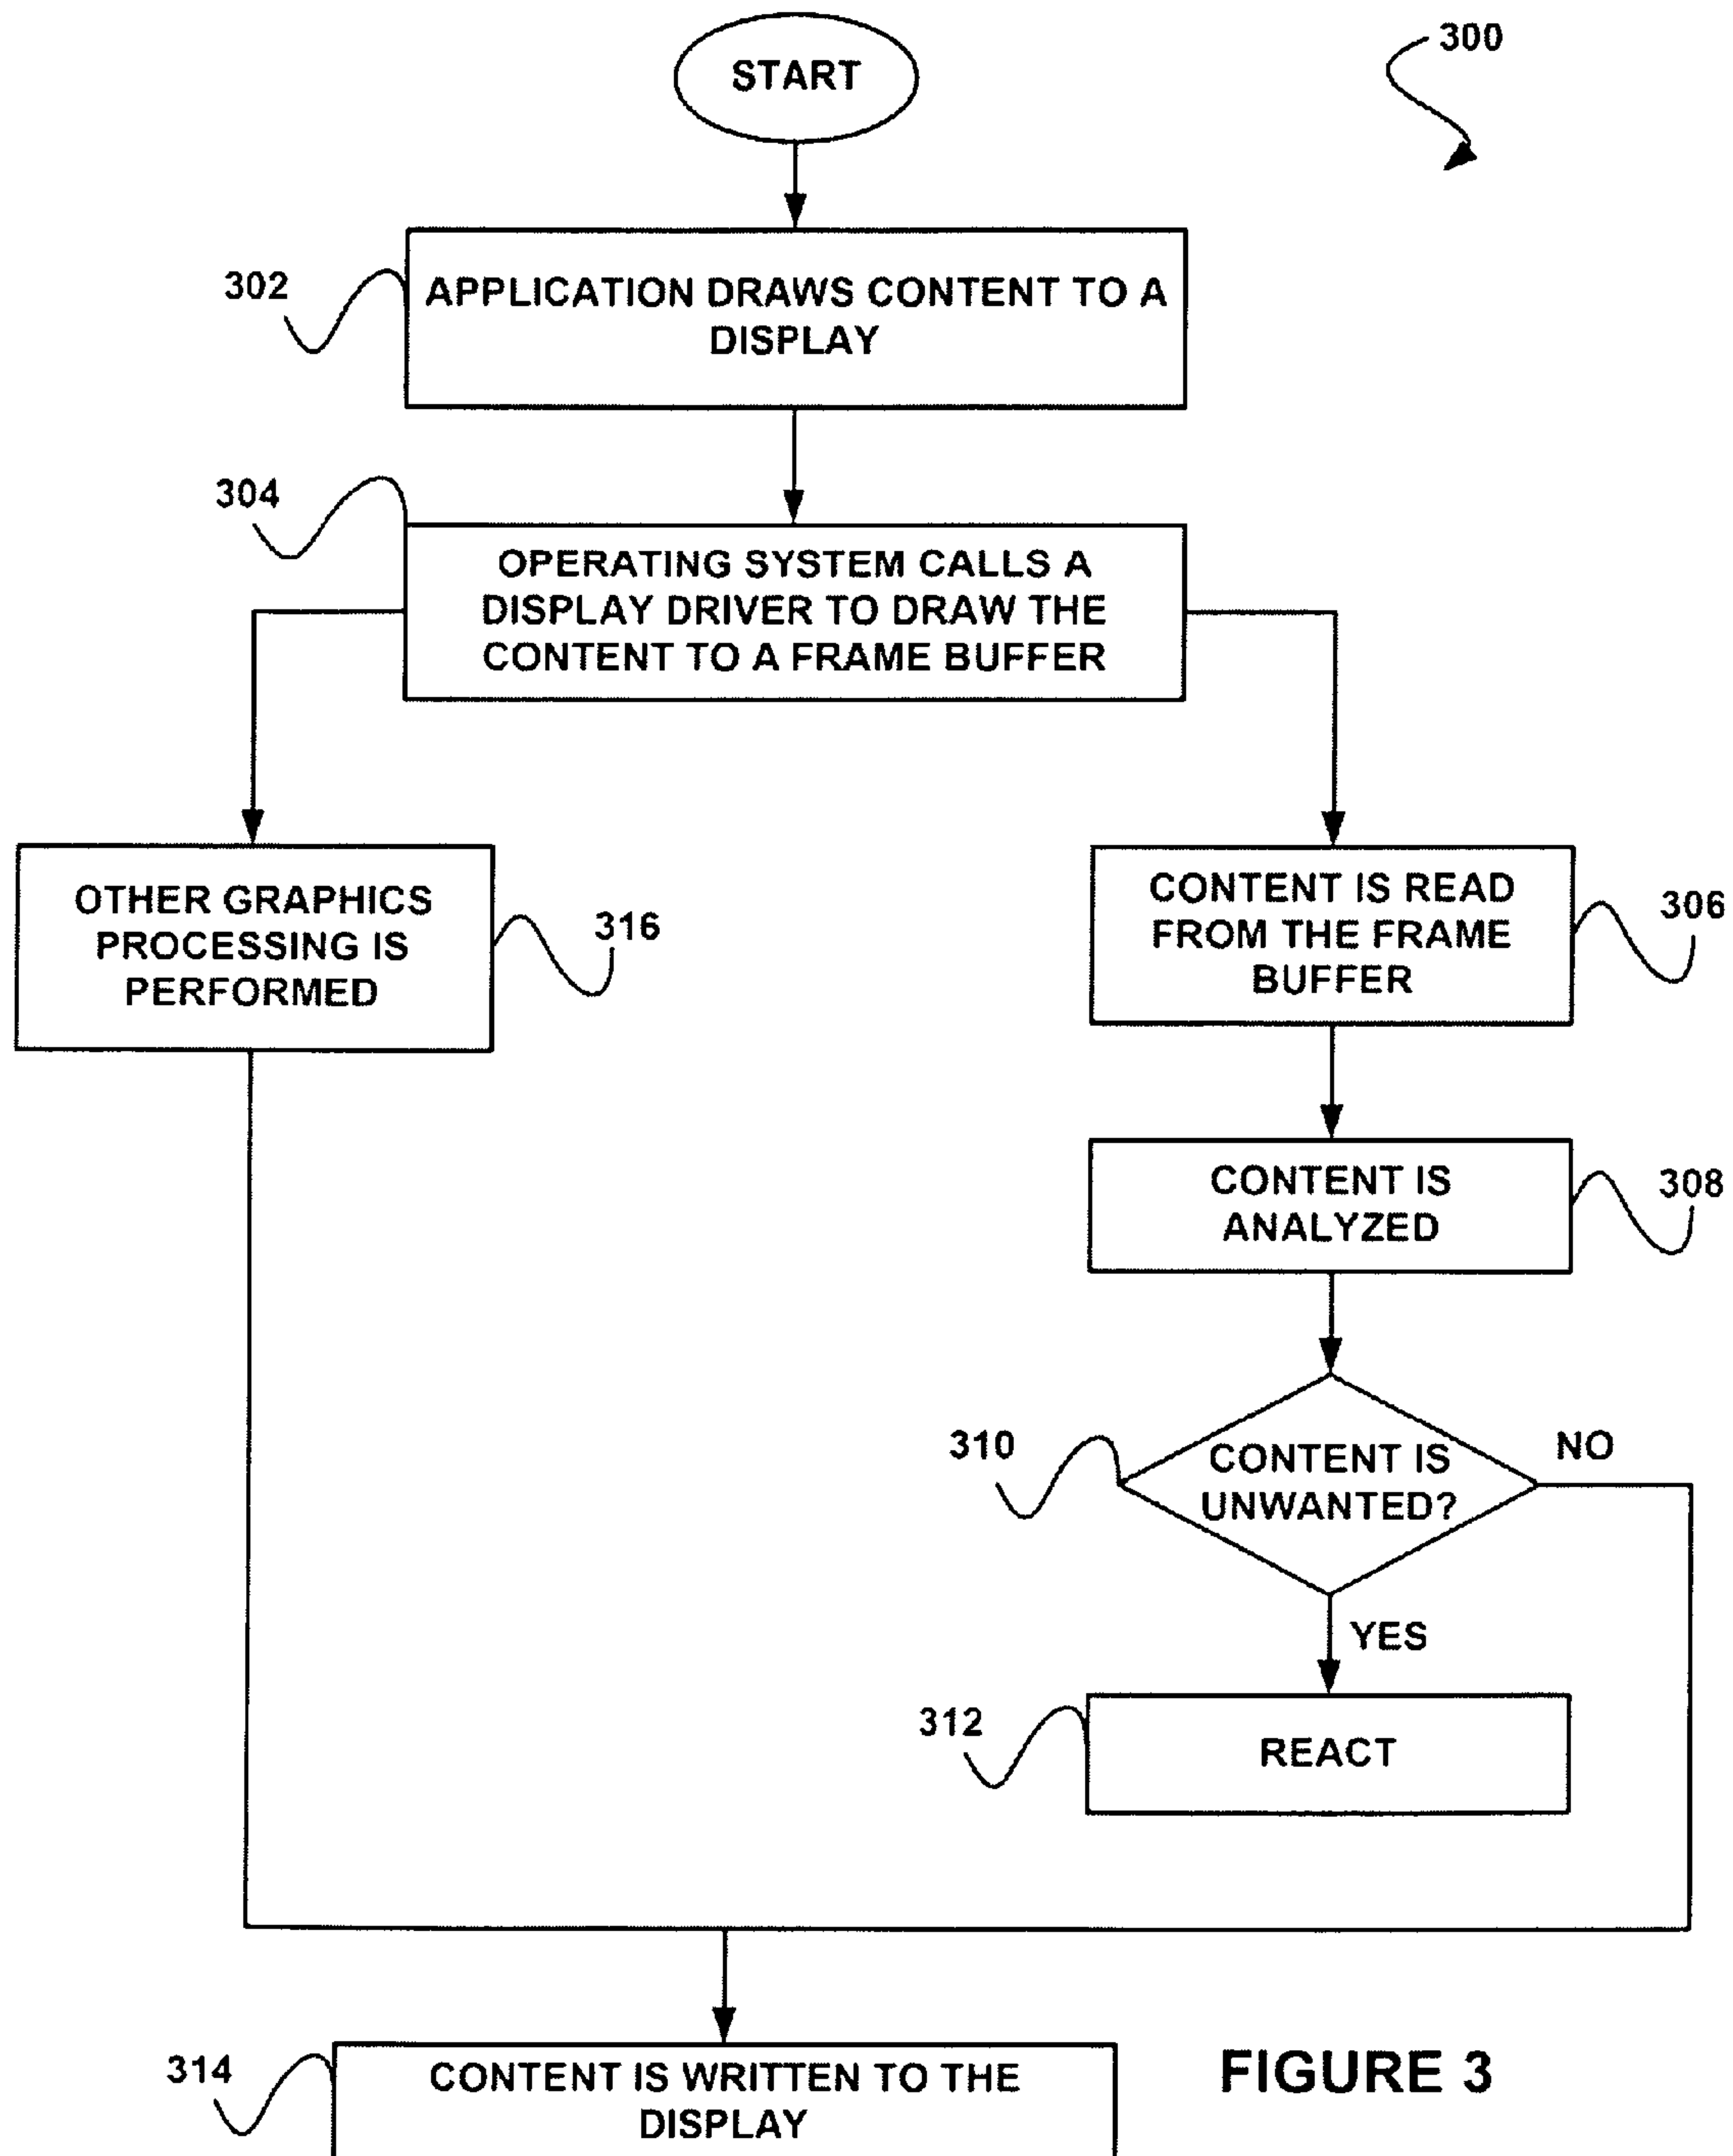 START
300
302
APPLICATION DRAWS CONTENT TO A
DISPLAY
304
OPERATING SYSTEM CALLS A
DISPLAY DRIVER TO DRAW THE
CONTENT TO A FRAME BUFFER
OTHER GRAPHICS
PROCESSING IS
PERFORMED
316
CONTENT IS READ
FROM THE FRAME
BUFFER
306
CONTENT IS
ANALYZED
308
310
CONTENT IS
UNWANTED?
NO
YES
312
REACT
314
CONTENT IS WRITTEN TO THE
DISPLAY
FIGURE 3